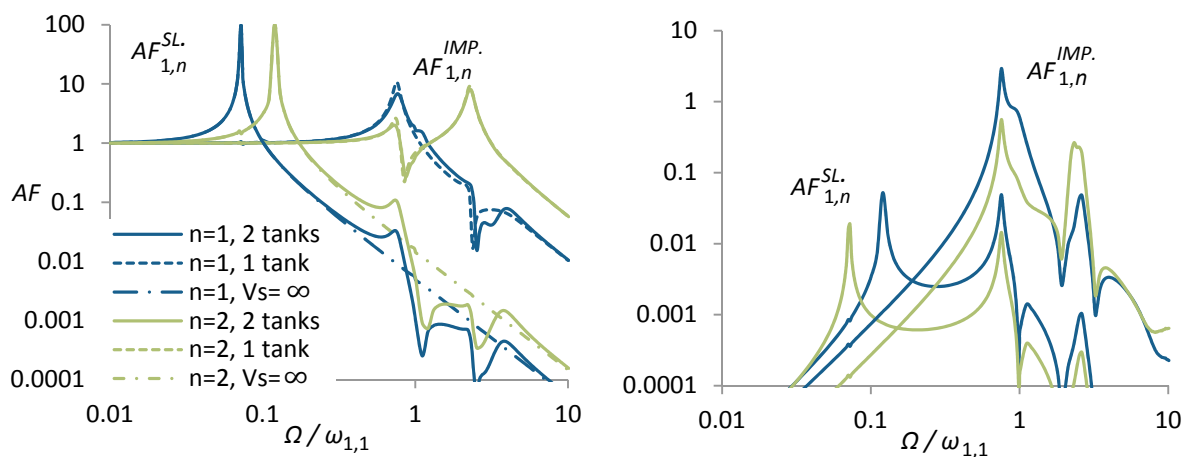 100
10
1
0.1
0.01
0.001
0.0001
AF
AF 1,n SL.
AF 1,n IMP.
n=1, 2 tanks
n=1, 1 tank
n=1, Vs= ∞
n=2, 2 tanks
n=2, 1 tank
n=2, Vs= ∞
0.01 0.1 1 10
Ω / ω1,1
10
1
0.1
0.01
0.001
0.0001
AF 1,n SL.
AF 1,n IMP.
0.01 0.1 1 10
Ω / ω1,1